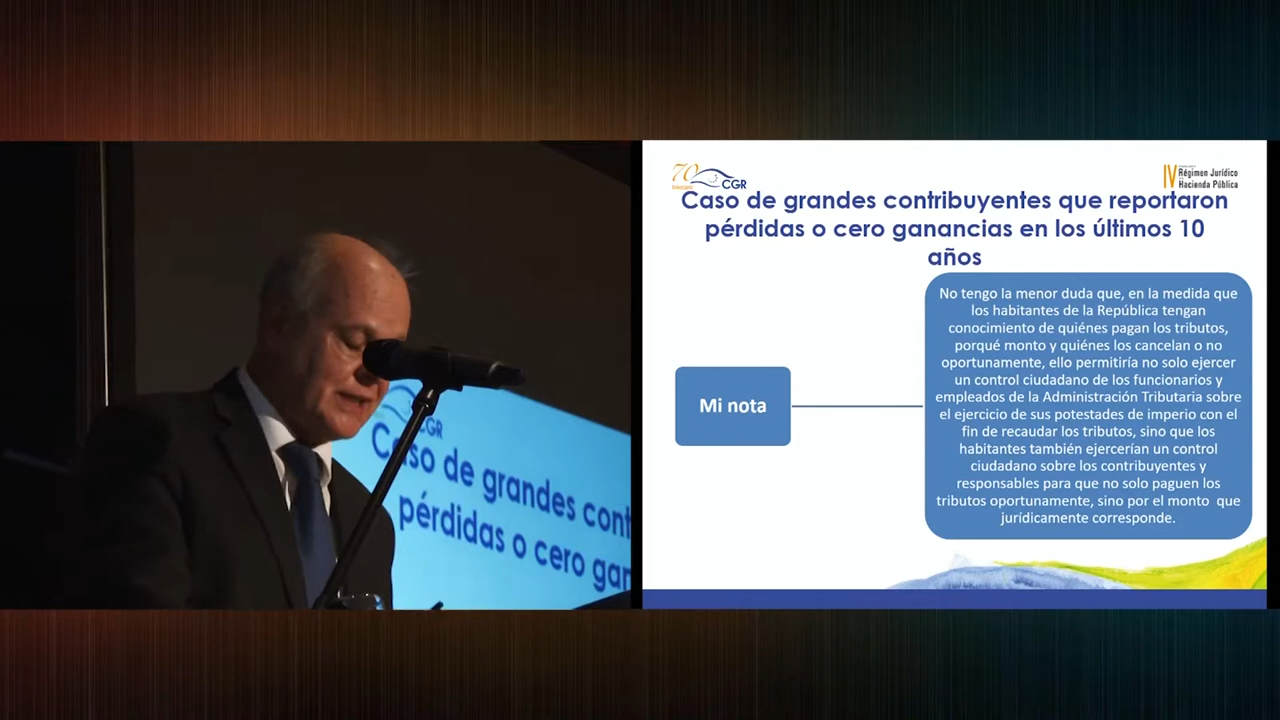 CGR
Caso de grandes cont
pérdidas o cero gan
70
CGR
IV
Régimen Jurídico
Hacienda Pública
Caso de grandes contribuyentes que reportaron
pérdidas o cero ganancias en los últimos 10
años
Mi nota
No tengo la menor duda que, en la medida que
los habitantes de la República tengan
conocimiento de quiénes pagan los tributos,
porqué monto y quiénes los cancelan o no
oportunamente, ello permitiría no solo ejercer
un control ciudadano de los funcionarios y
empleados de la Administración Tributaria sobre
el ejercicio de sus potestades de imperio con el
fin de recaudar los tributos, sino que los
habitantes también ejercerían un control
ciudadano sobre los contribuyentes y
responsables para que no solo paguen los
tributos oportunamente, sino por el monto que
jurídicamente corresponde.